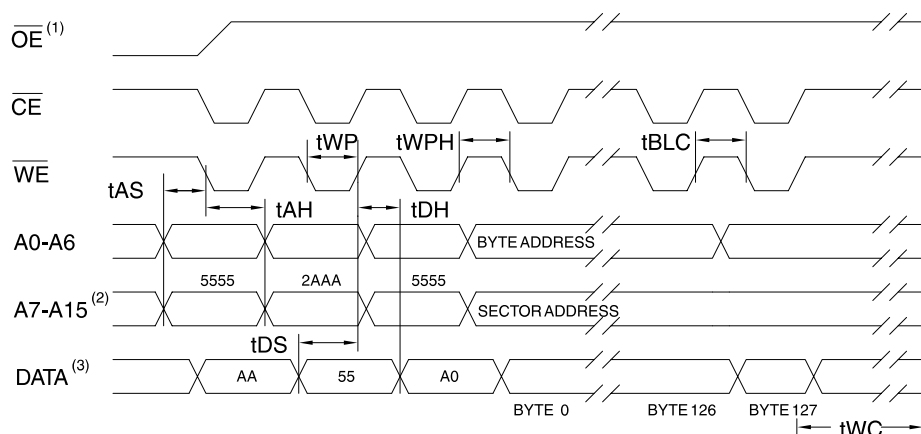 OE (1)
CE
tWP tWPH tBLC
WE
tAS
tAH tDH
A0-A6 BYTE ADDRESS
5555 2AAA 5555
A7-A15 (2) SECTOR ADDRESS
tDS
DATA (3) AA 55 A0
BYTE 0 BYTE 126 BYTE 127
tWC